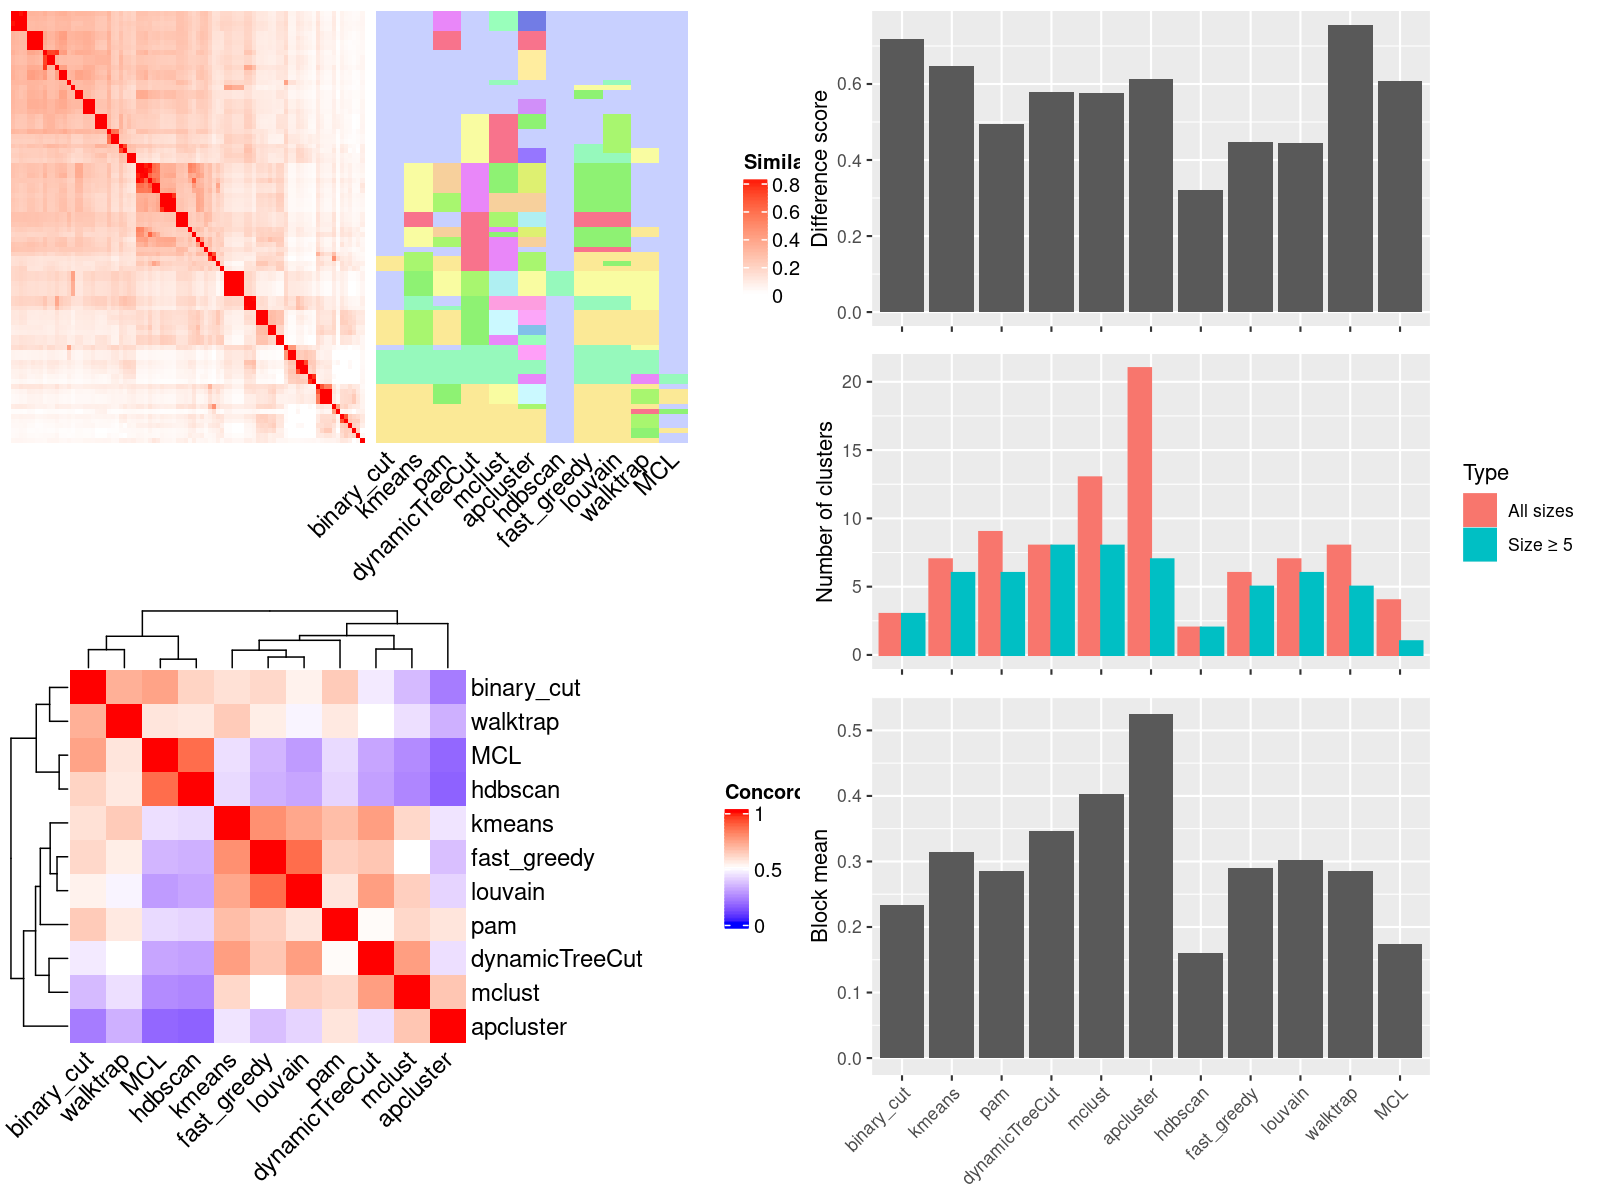 Simila
0.8
0.6
0.4
0.2
0
binary_cut
kmeans
pam
dynamicTreeCut
mclust
apcluster
hdbscan
fast_greedy
louvain
walktrap
MCL
Difference score
0.6
0.4
0.2
0.0
Number of clusters
20
15
10
5
0
Type
All sizes
Size ≥ 5
binary_cut
walktrap
MCL
hdbscan
kmeans
fast_greedy
louvain
pam
dynamicTreeCut
mclust
apcluster
binary_cut
walktrap
MCL
hdbscan
kmeans
fast_greedy
louvain
pam
dynamicTreeCut
mclust
apcluster
Concord
1
0.5
0
Block mean
0.5
0.4
0.3
0.2
0.1
0.0
binary_cut
kmeans
pam
dynamicTreeCut
mclust
apcluster
hdbscan
fast_greedy
louvain
walktrap
MCL